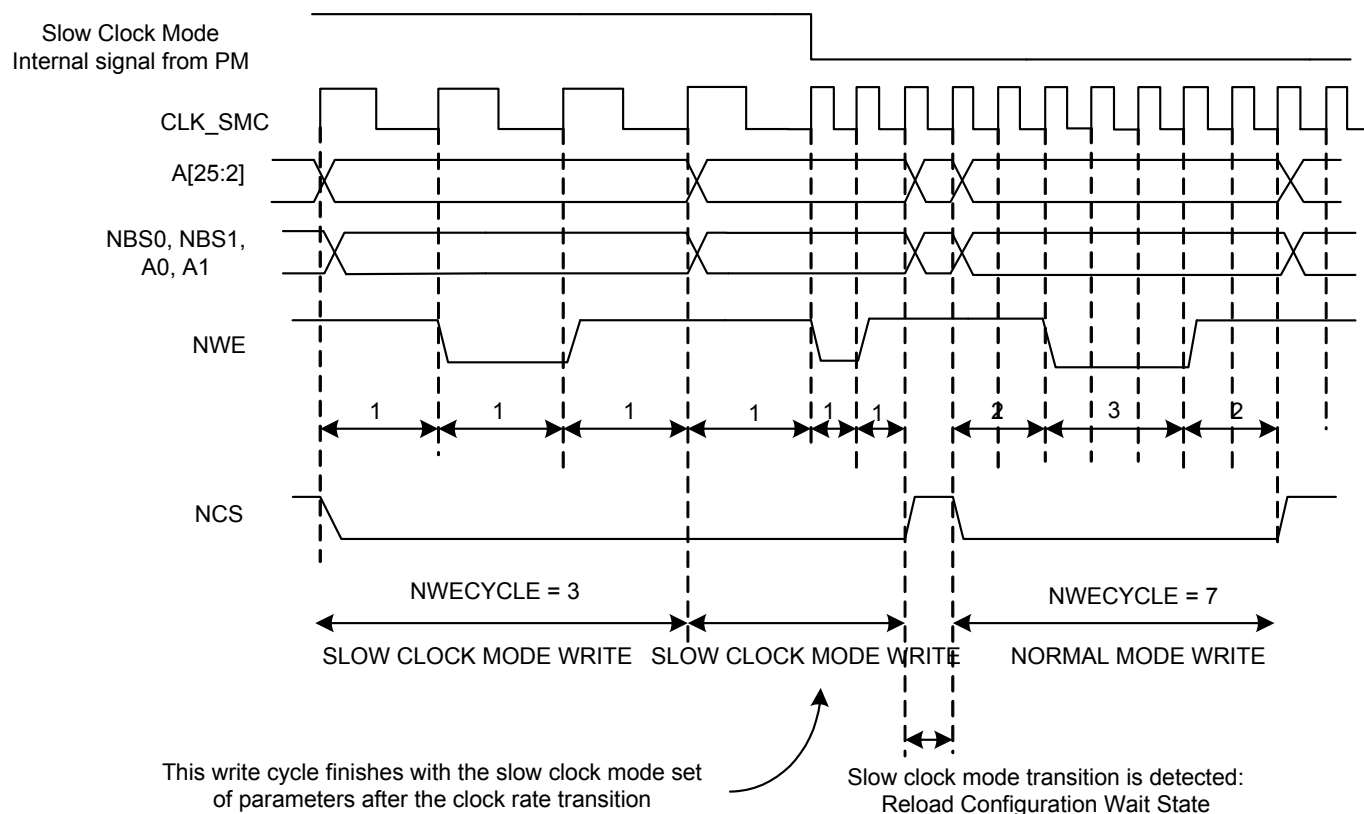 Slow Clock Mode
Internal signal from PM
CLK_SMC
A[25:2]
NBS0, NBS1,
A0, A1
NWE
1 1 1 1 1 1 2 3 2
NCS
NWECYCLE = 3 NWECYCLE = 7
SLOW CLOCK MODE WRITE SLOW CLOCK MODE WRITE NORMAL MODE WRITE
This write cycle finishes with the slow clock mode set
of parameters after the clock rate transition
Slow clock mode transition is detected:
Reload Configuration Wait State